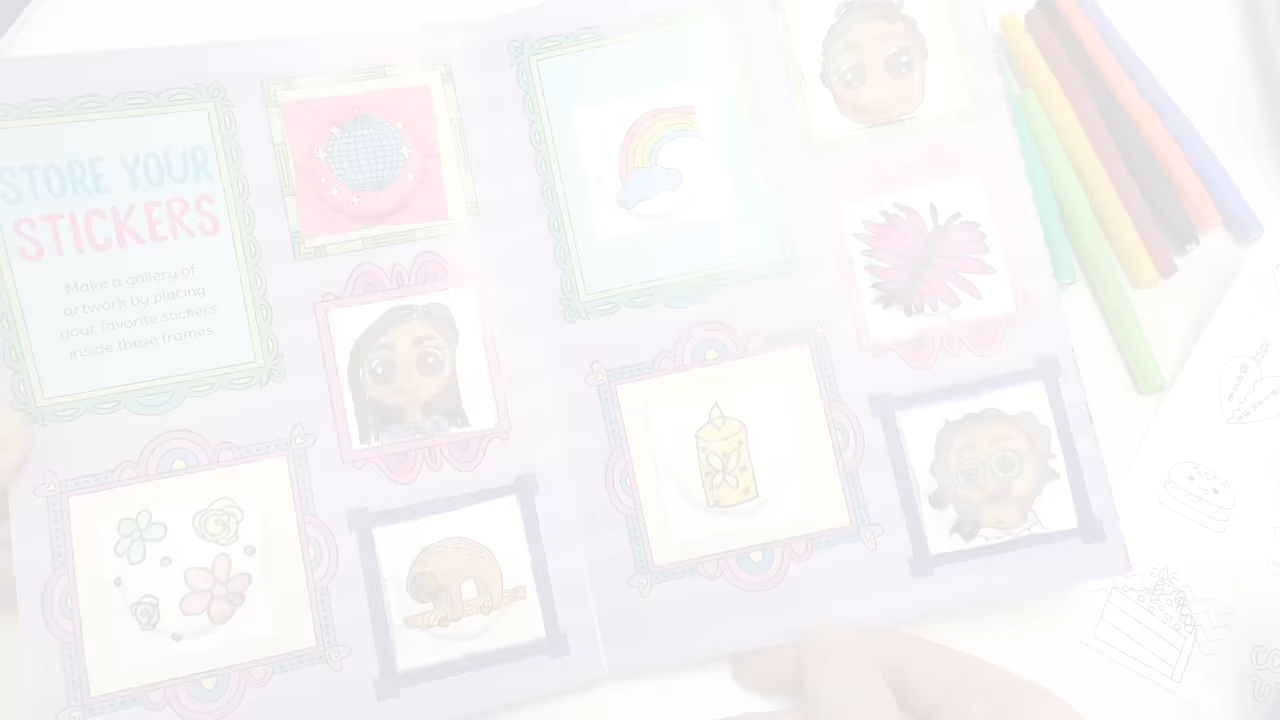 STORE YOUR
STICKERS
Make a gallery of
artwork by placing
your favorite stickers
inside these frames